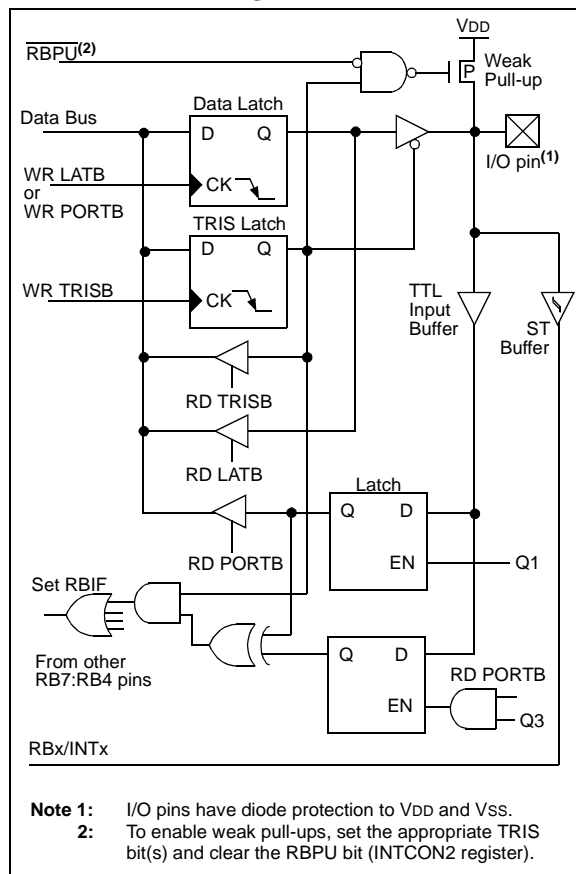 VDD
RBPU(2)
P
Weak
Pull-up
Data Latch
Data Bus
D Q
I/O pin(1)
WR LATB
or
WR PORTB
CK
TRIS Latch
D Q
WR TRISB
CK
TTL
Input
Buffer
ST
Buffer
RD TRISB
RD LATB
Latch
Q D
RD PORTB
EN
Q1
Set RBIF
Q D
RD PORTB
From other
RB7:RB4 pins
EN
Q3
RBx/INTx
Note 1: I/O pins have diode protection to VDD and VSS.
2: To enable weak pull-ups, set the appropriate TRIS
bit(s) and clear the RBPU bit (INTCON2 register).